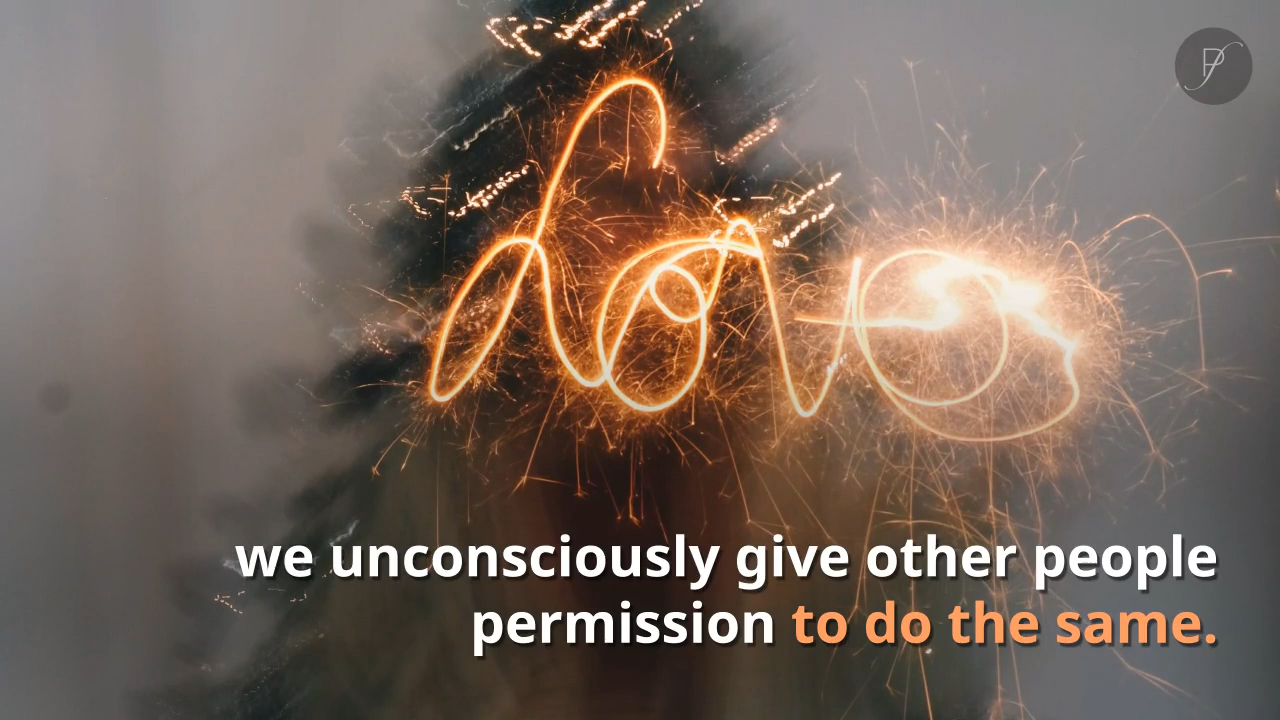 love
we unconsciously give other people
permission to do the same.